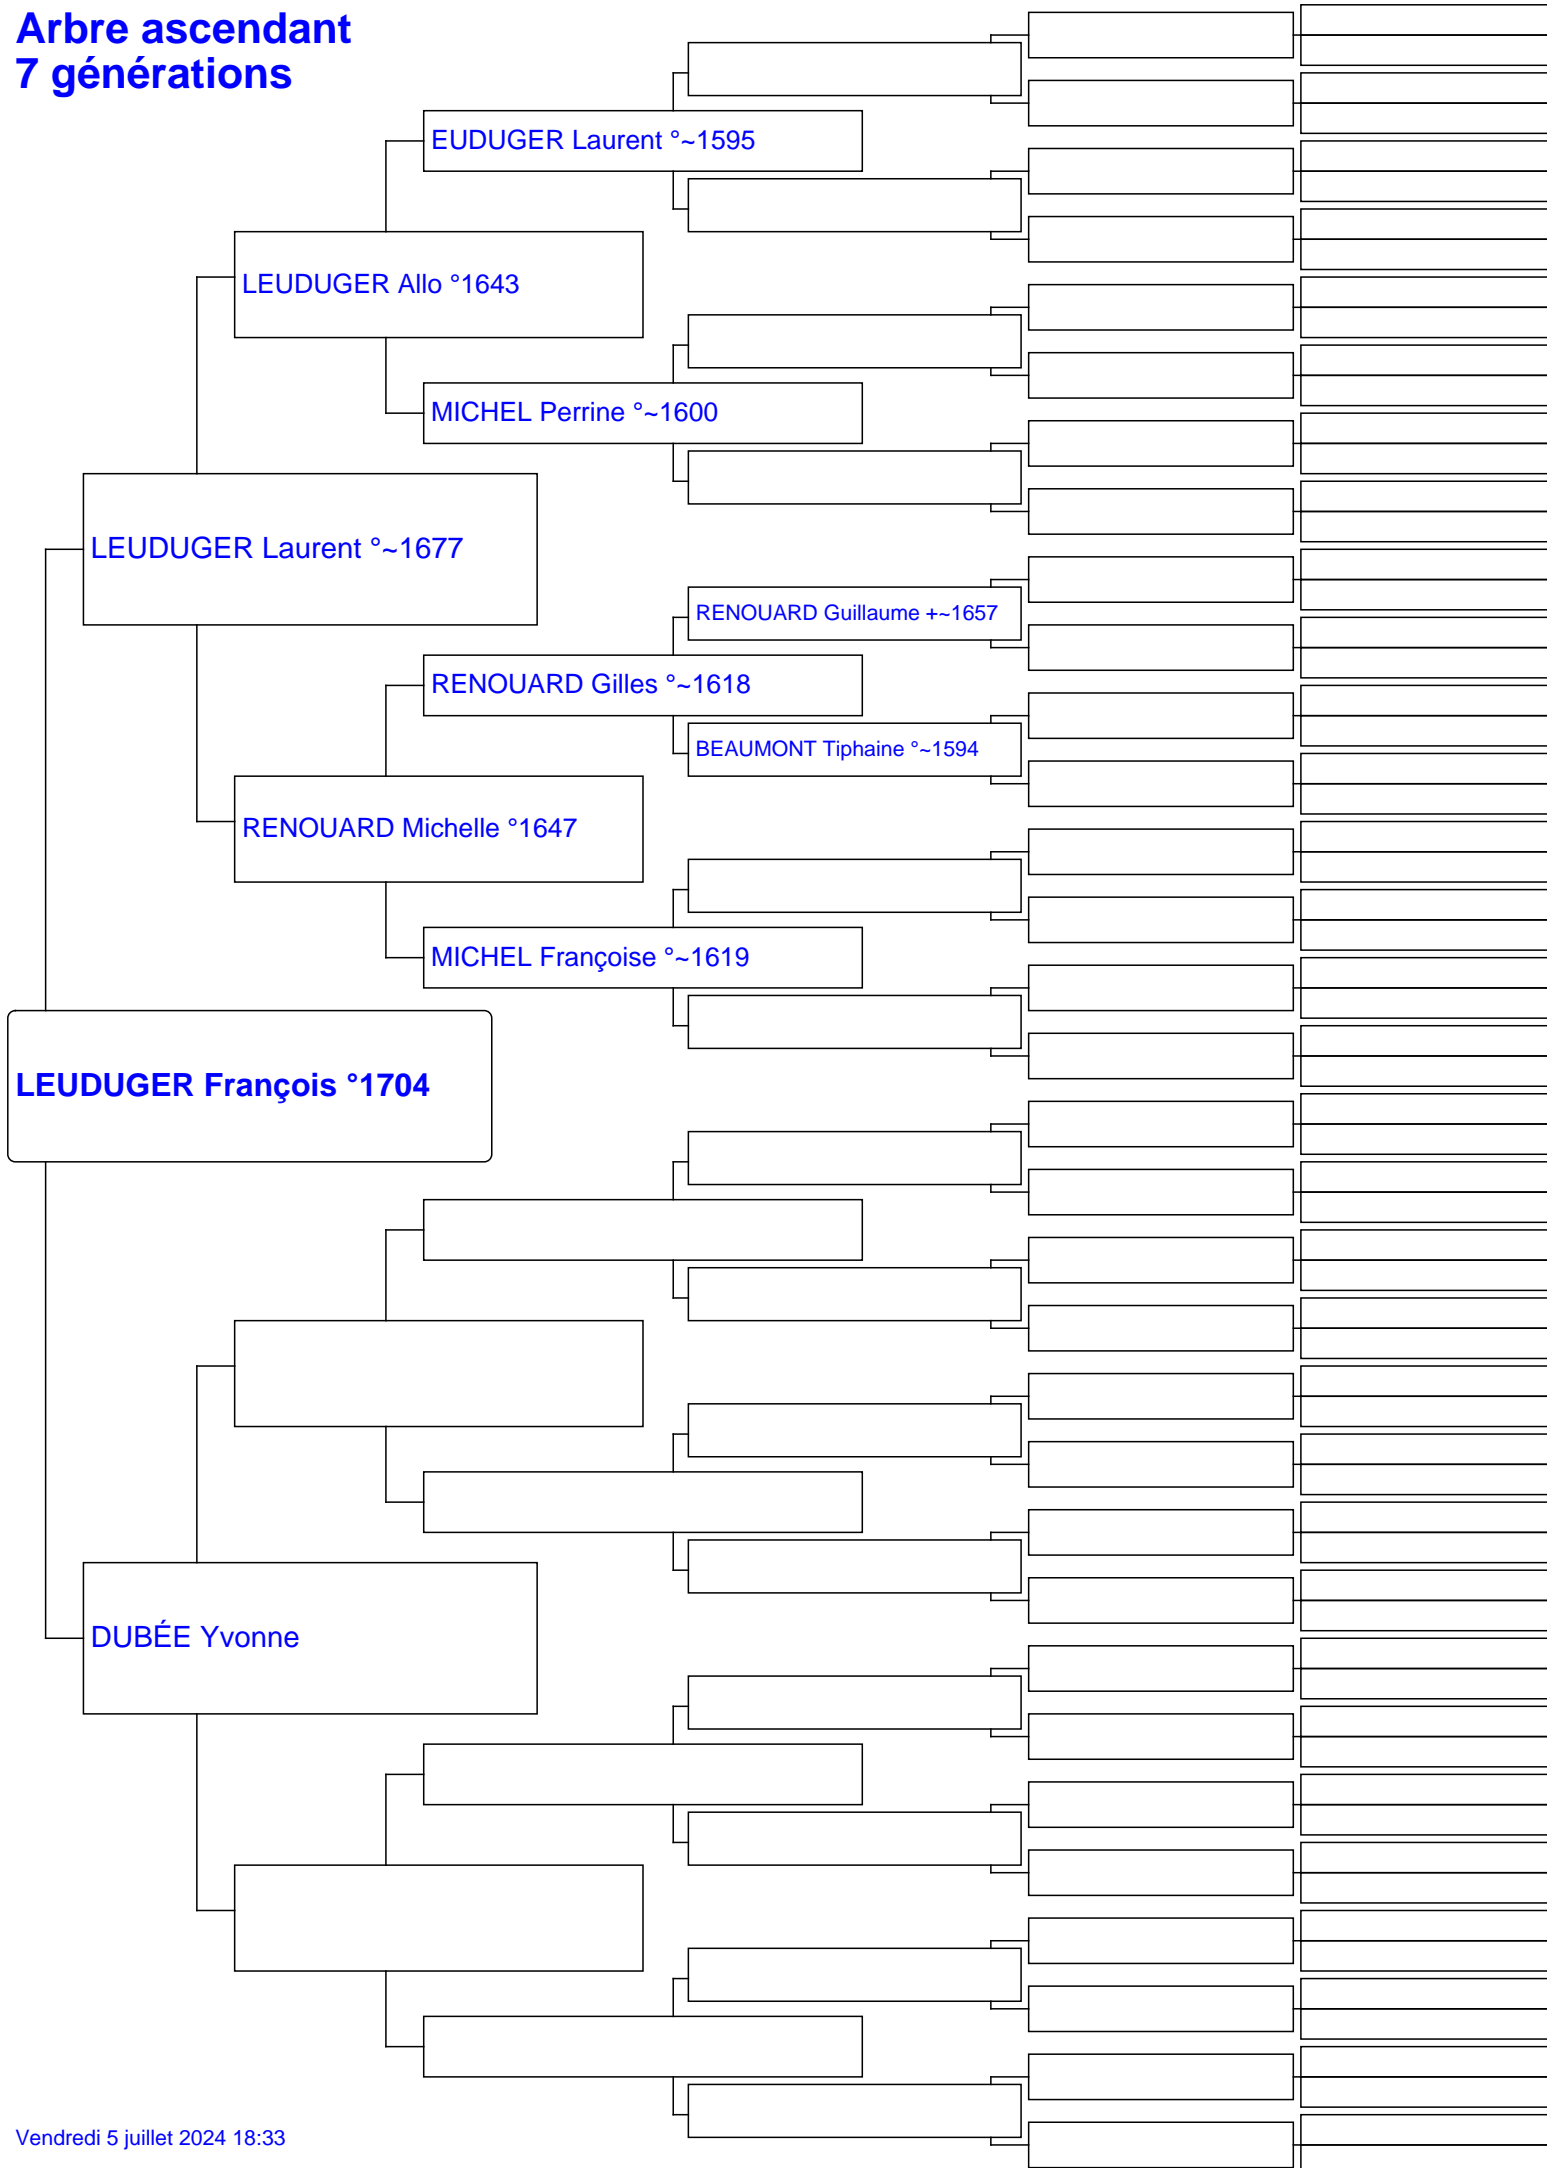 Arbre ascendant
7 générations
EUDUGER Laurent °~1595
LEUDUGER Allo °1643
MICHEL Perrine °~1600
LEUDUGER Laurent °~1677
RENOUARD Guillaume +~1657
RENOUARD Gilles °~1618
BEAUMONT Tiphaine °~1594
RENOUARD Michelle °1647
MICHEL Françoise °~1619
LEUDUGER François °1704
DUBÉE Yvonne
Vendredi 5 juillet 2024 18:33